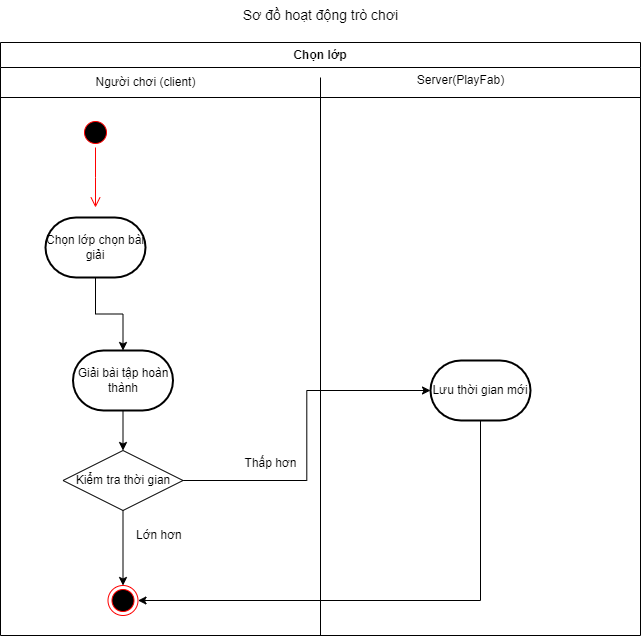 Sơ đồ hoạt động trò chơi
Chọn lớp
Người chơi (client)
Server(PlayFab)
Chọn lớp chọn bài
giải
Giải bài tập hoàn
thành
Lưu thời gian mới
Thấp hơn
Kiểm tra thời gian
Lớn hơn